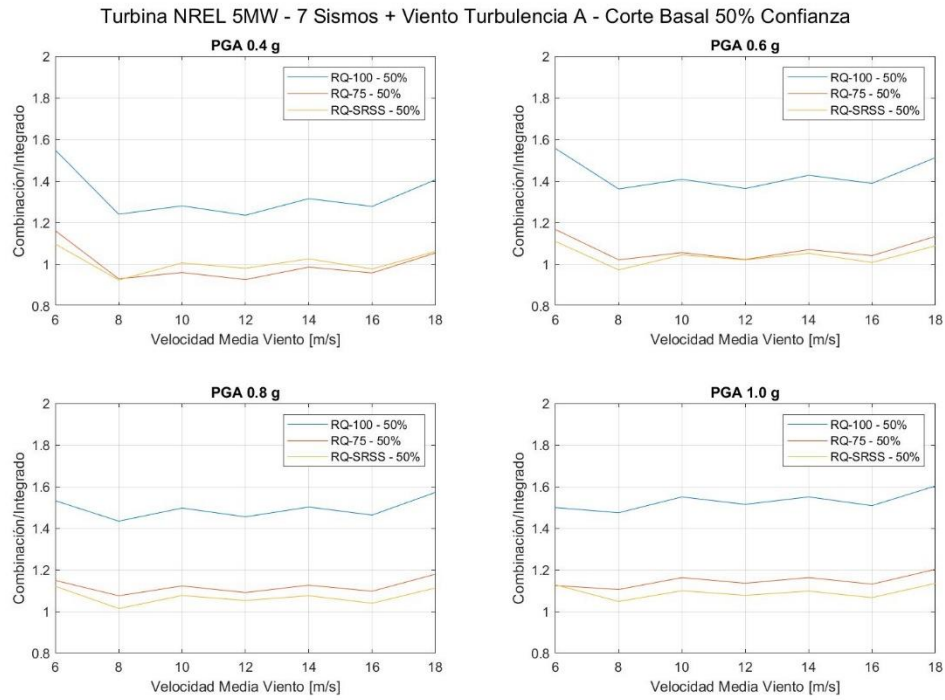 Turbina NREL 5MW - 7 Sismos + Viento Turbulencia A - Corte Basal 50% Confianza
PGA 0.4 g
2
1.8
1.6
1.4
1.2
1
0.8
Combinación/Integrado
RQ-100 - 50%
RQ-75 - 50%
RQ-SRSS - 50%
6 8 10 12 14 16 18
Velocidad Media Viento [m/s]
PGA 0.6 g
2
1.8
1.6
1.4
1.2
1
0.8
Combinación/Integrado
RQ-100 - 50%
RQ-75 - 50%
RQ-SRSS - 50%
6 8 10 12 14 16 18
Velocidad Media Viento [m/s]
PGA 0.8 g
2
1.8
1.6
1.4
1.2
1
0.8
Combinación/Integrado
RQ-100 - 50%
RQ-75 - 50%
RQ-SRSS - 50%
6 8 10 12 14 16 18
Velocidad Media Viento [m/s]
PGA 1.0 g
2
1.8
1.6
1.4
1.2
1
0.8
Combinación/Integrado
RQ-100 - 50%
RQ-75 - 50%
RQ-SRSS - 50%
6 8 10 12 14 16 18
Velocidad Media Viento [m/s]